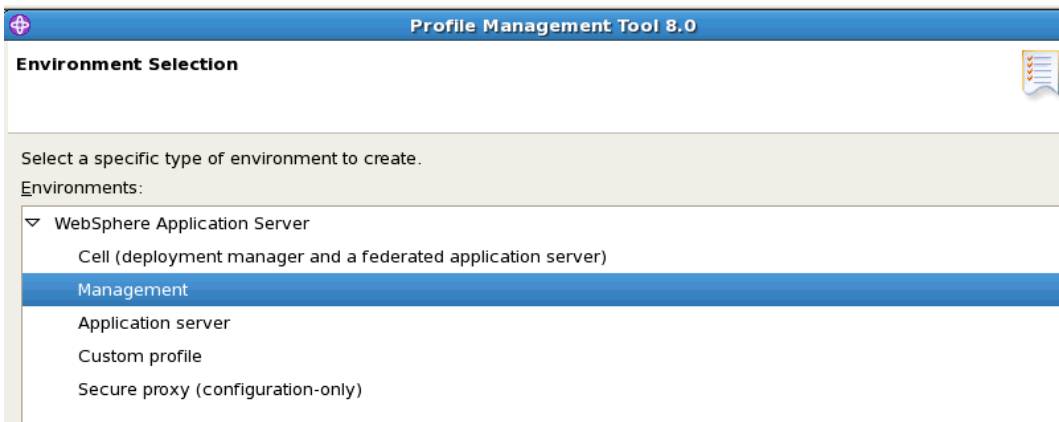 Profile Management Tool 8.0
Environment Selection
Select a specific type of environment to create.
Environments:
WebSphere Application Server
Cell (deployment manager and a federated application server)
Management
Application server
Custom profile
Secure proxy (configuration-only)